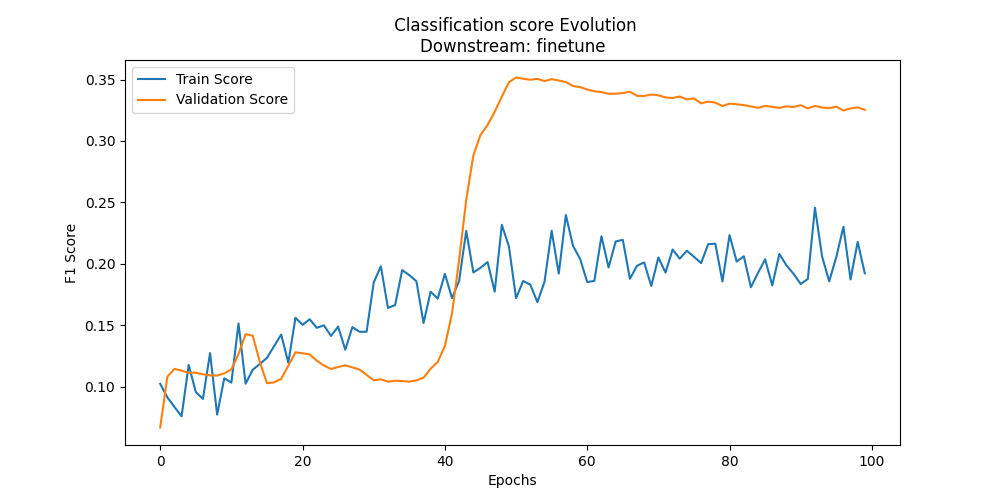 Classification score Evolution
Downstream: finetune
Train Score
Validation Score
F1 Score
0.35
0.30
0.25
0.20
0.15
0.10
0 20 40 60 80 100
Epochs